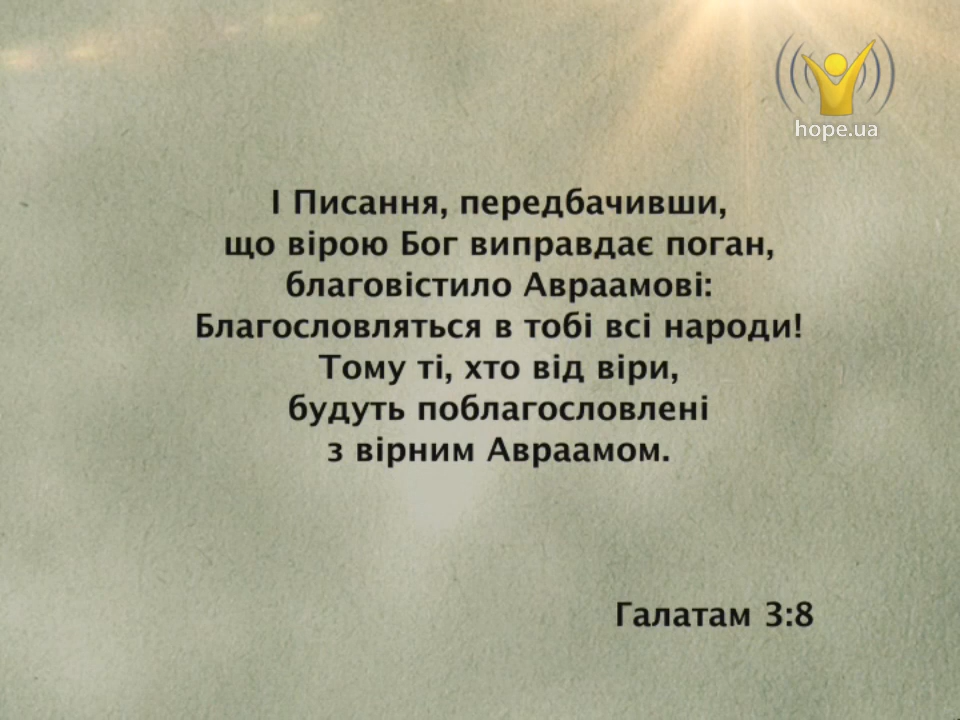 hope.ua
І Писання, передбачивши,
що вірою Бог виправдає поган,
благовістило Авраамові:
Благословляться в тобі всі народи!
Тому ті, хто від віри,
будуть поблагословлені
з вірним Авраамом.
Галатам 3:8